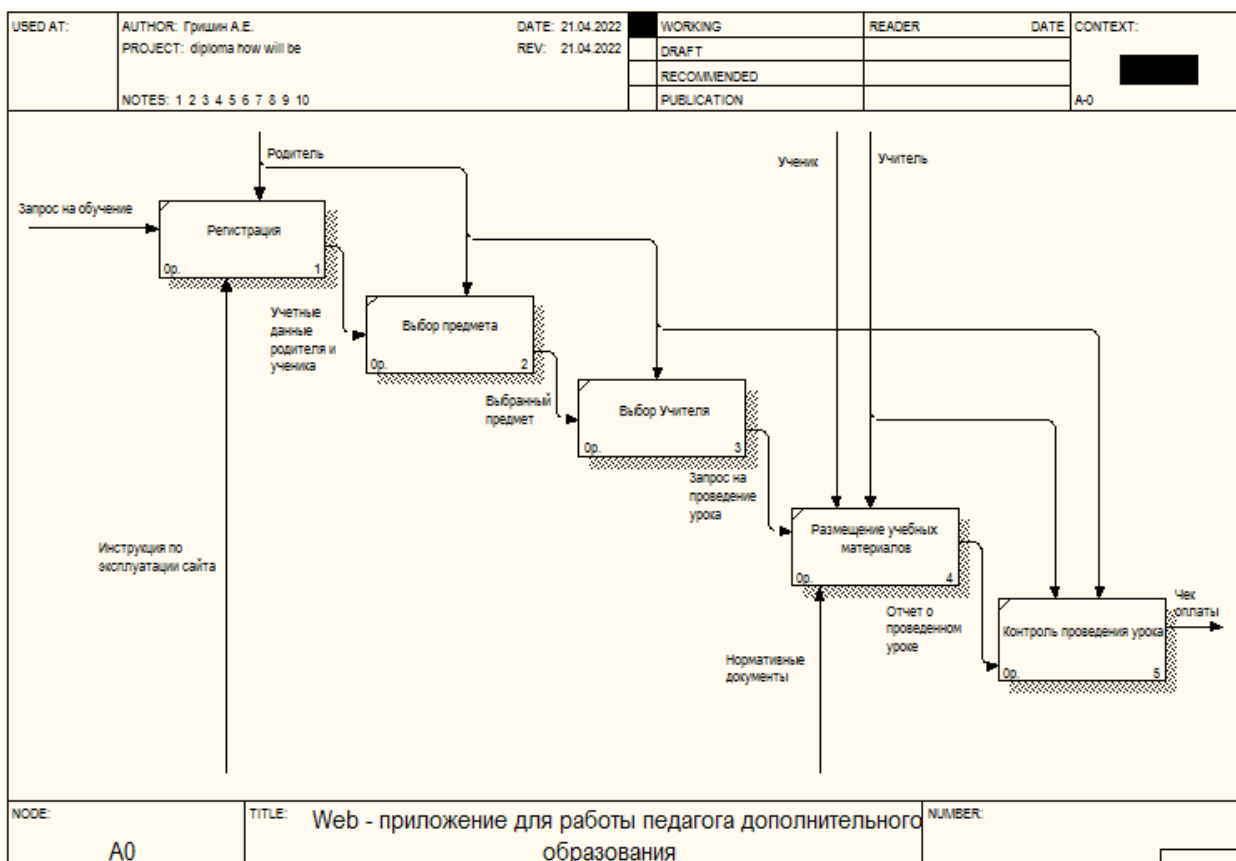 USED AT:
AUTHOR: Гришин А.Е.
DATE: 21.04.2022
PROJECT: diploma how will be
REV: 21.04.2022
NOTES: 1 2 3 4 5 6 7 8 9 10
WORKING
DRAFT
RECOMMENDED
PUBLICATION
READER
DATE
CONTEXT:
A-0
Родитель
Ученик
Учитель
Запрос на обучение
Регистрация
0р.
1
Учетные
данные
родителя и
ученика
Выбор предмета
0р.
2
Выбранный
предмет
Выбор Учителя
0р.
3
Запрос на
проведение
урока
Размещение учебных
материалов
0р.
4
Инструкция по
эксплуатации сайта
Отчет о
проведенном
уроке
Чек
оплаты
Контроль проведения урока
0р.
5
Нормативные
документы
NODE:
A0
TITLE:
Web - приложение для работы педагога дополнительного
образования
NUMBER: